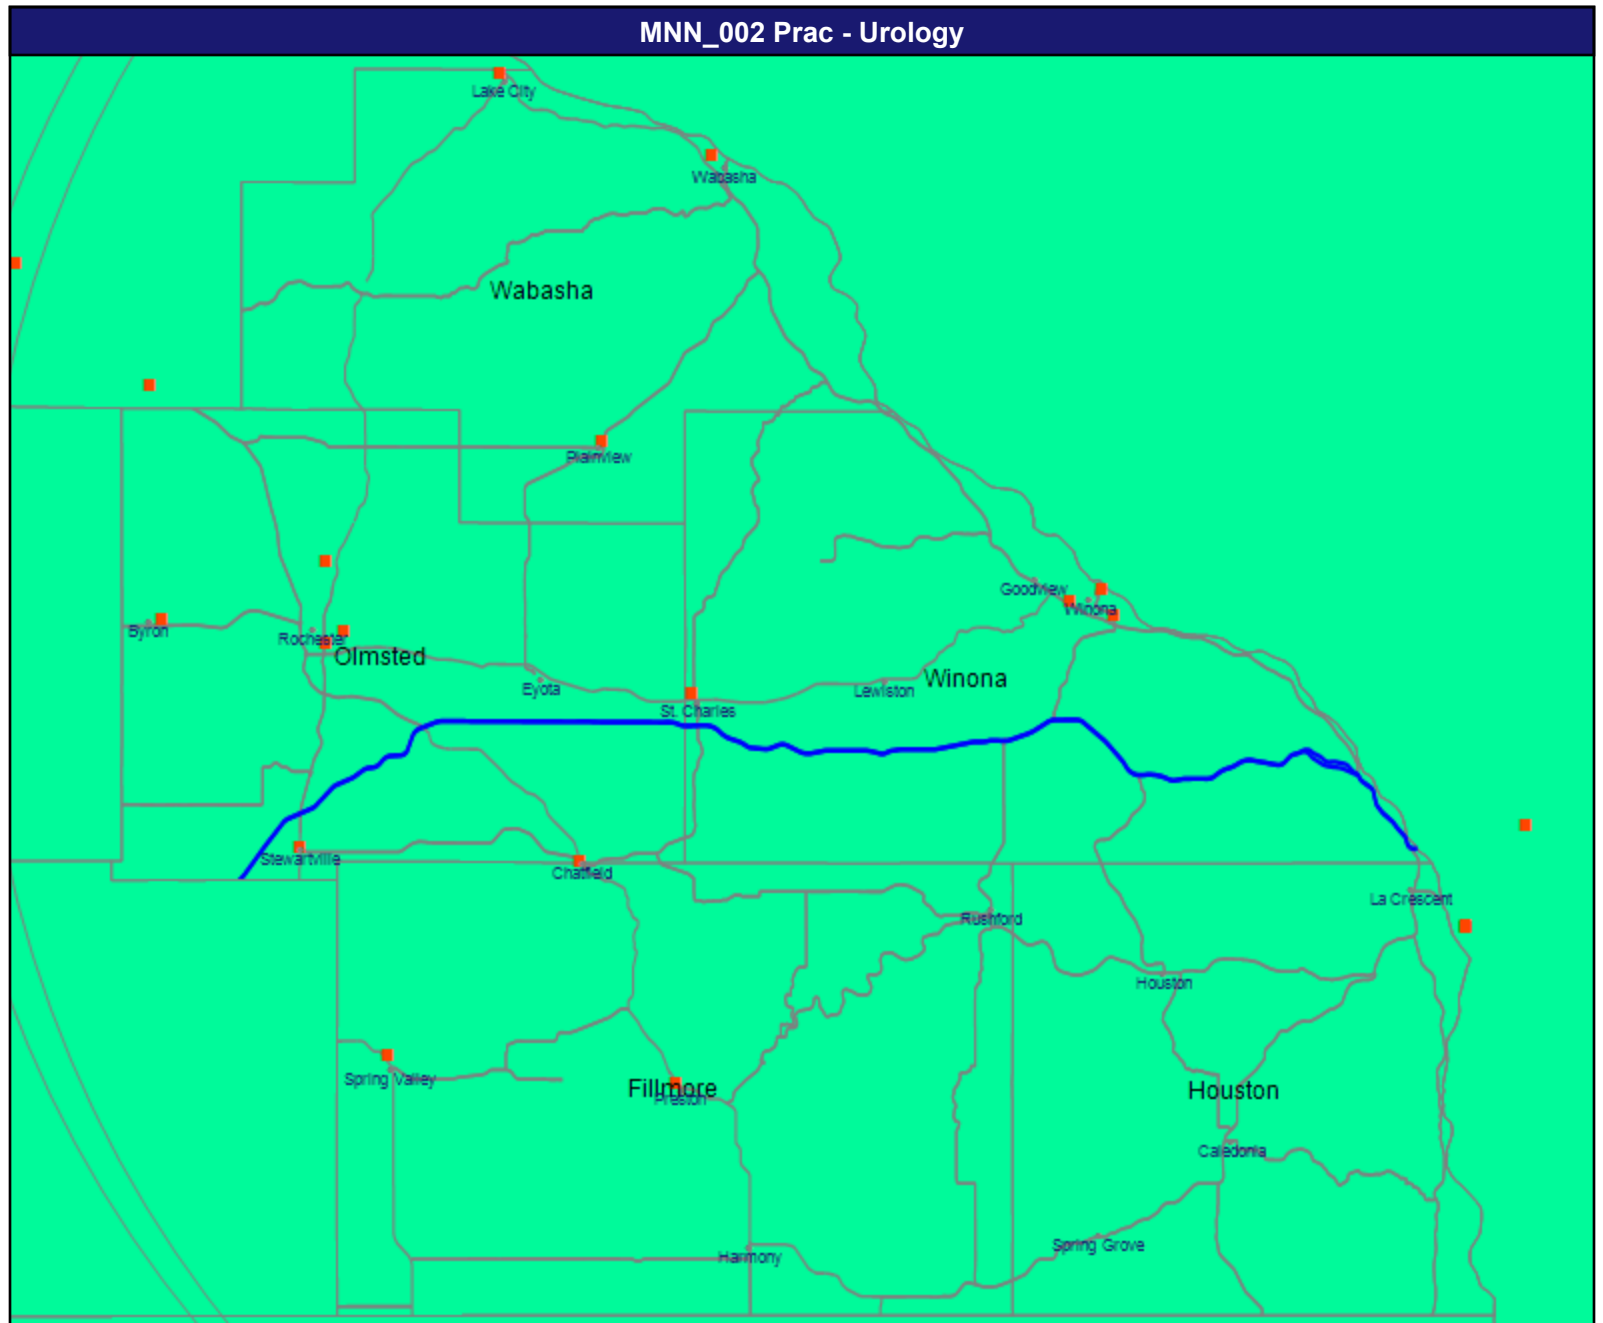 MNN_002 Prac - Urology
Lake City
Wabasha
Wabasha
Plainview
Goodview
Winona
Byron
Rochester
Olmsted
Eyota
Lewiston
Winona
St. Charles
Stewartville
Chatfield
La Crescent
Rushford
Houston
Spring Valley
Fillmore
Preston
Houston
Caledonia
Harmony
Spring Grove